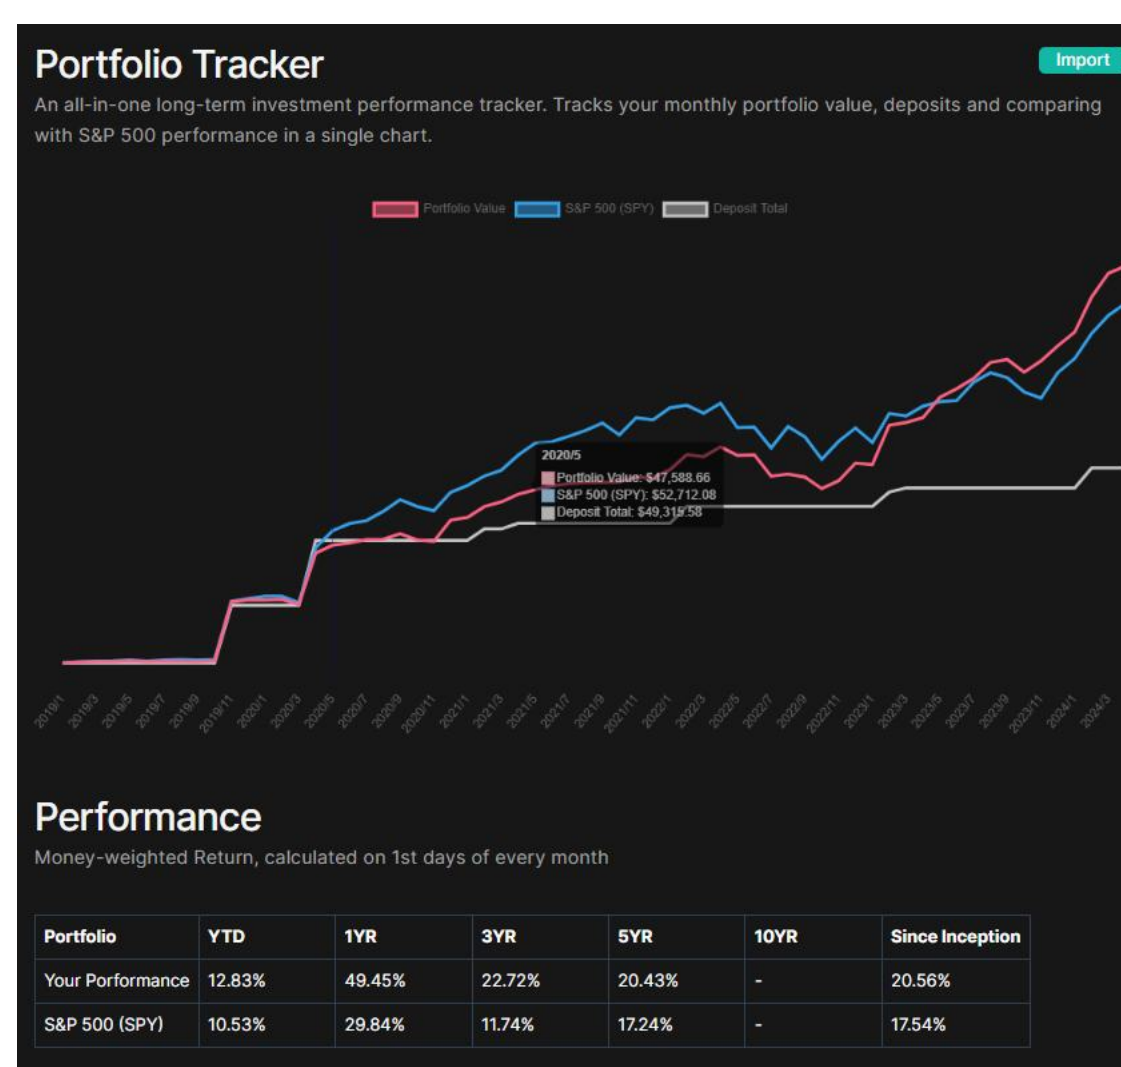 Portfolio Tracker
Import
An all-in-one long-term investment performance tracker. Tracks your monthly portfolio value, deposits and comparing
with S&P 500 performance in a single chart.
Portfolio Value S&P 500 (SPY) Deposit Total
2020/5
Portfolio Value: $47,588.66
S&P 500 (SPY): $52,712.08
Deposit Total: $49,315.58
2019/1 2019/3 2019/5 2019/7 2019/9 2019/11 2020/1 2020/3 2020/5 2020/7 2020/9 2020/11 2021/1 2021/3 2021/5 2021/7 2021/9 2021/11 2022/1 2022/3 2022/5 2022/7 2022/9 2022/11 2023/1 2023/3 2023/5 2023/7 2023/9 2023/11 2024/1 2024/3
Performance
Money-weighted Return, calculated on 1st days of every month
Portfolio YTD 1YR 3YR 5YR 10YR Since Inception
Your Porformance 12.83% 49.45% 22.72% 20.43% - 20.56%
S&P 500 (SPY) 10.53% 29.84% 11.74% 17.24% - 17.54%